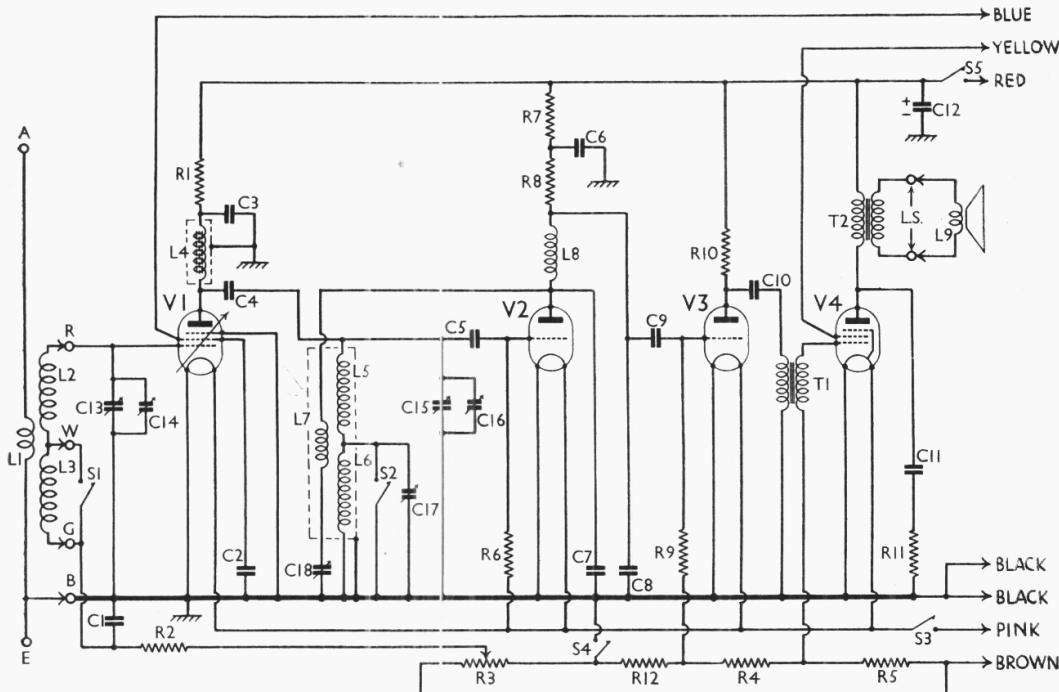 BLUE
YELLOW
S5
RED
C12
A
R7
C6
R1
R8
C3
T2
L.S.
L9
L4
L8
R10
C10
V1
C4
V2
V3
V4
C9
C5
R
L2
L5
T1
C13
C14
C15
C16
L7
W
L3
S1
L6
S2
L1
C17
C11
G
R6
R9
R11
C2
C18
C7
C8
B
BLACK
BLACK
C1
PINK
S3
R2
S4
E
BROWN
R3
R12
R4
R5
+
−